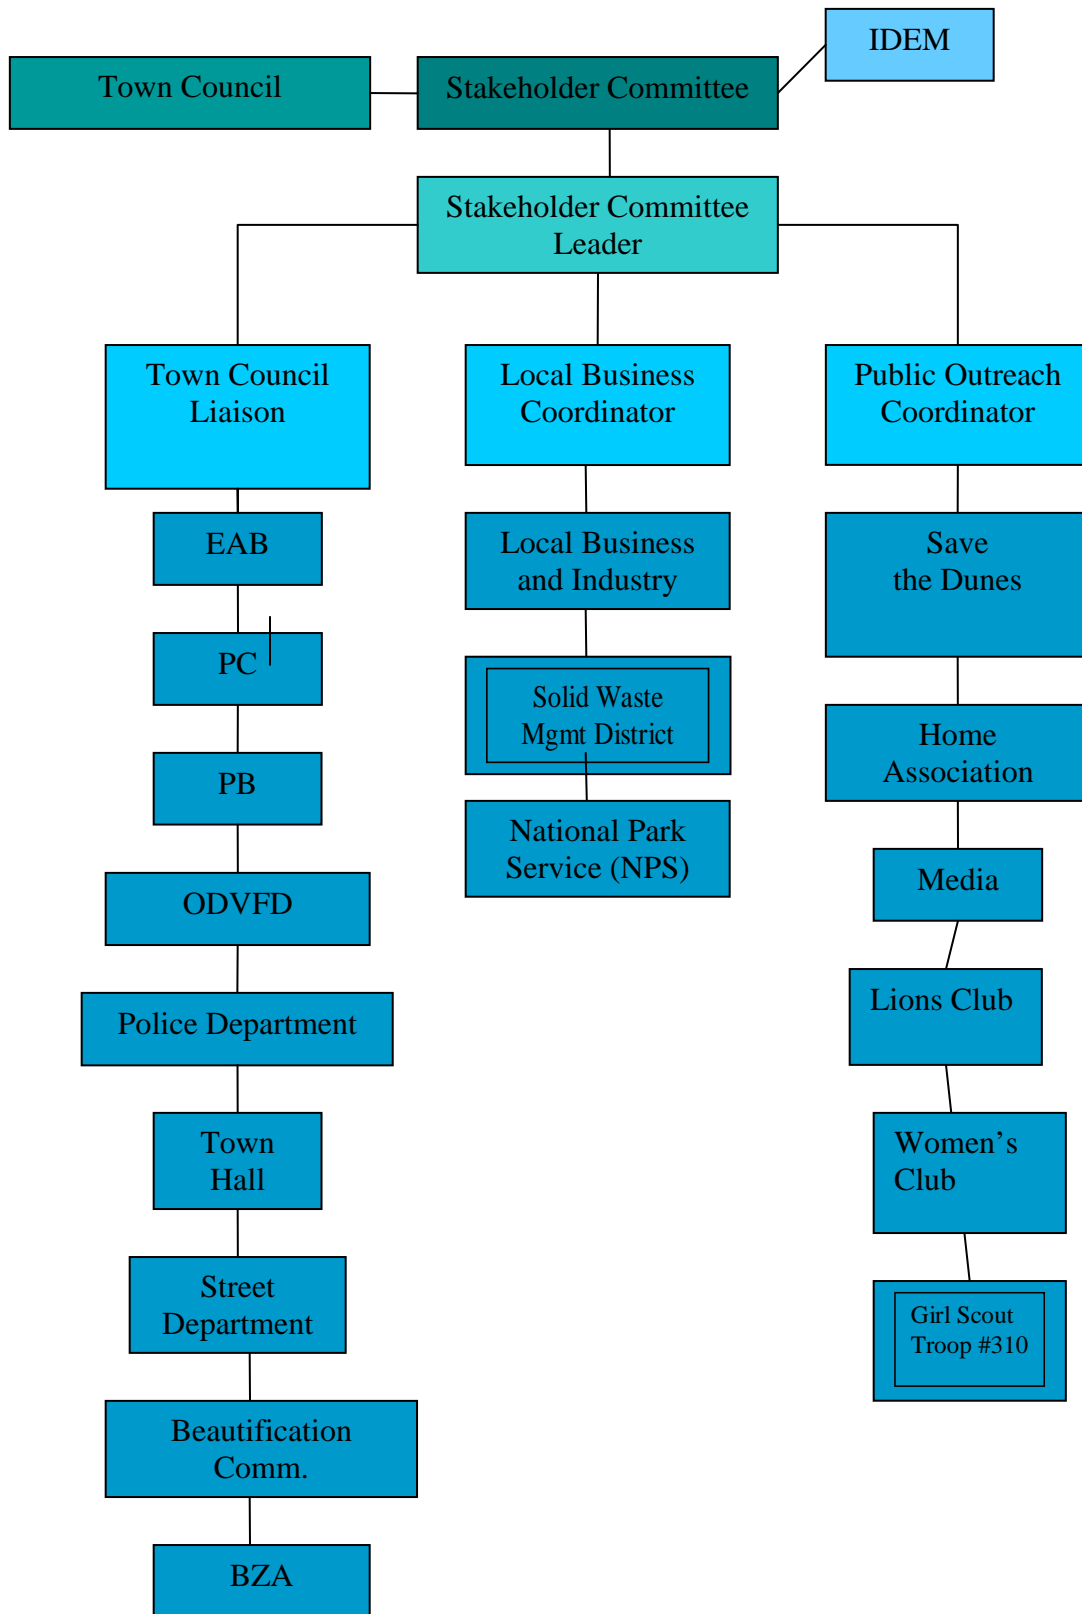 IDEM
Town Council
Stakeholder Committee
Stakeholder Committee
Leader
Town Council
Liaison
EAB
PC
PB
ODVFD
Police Department
Town
Hall
Street
Department
Beautification
Comm.
BZA
Local Business
Coordinator
Local Business
and Industry
Solid Waste
Mgmt District
National Park
Service (NPS)
Public Outreach
Coordinator
Save
the Dunes
Home
Association
Media
Lions Club
Women’s
Club
Girl Scout
Troop #310